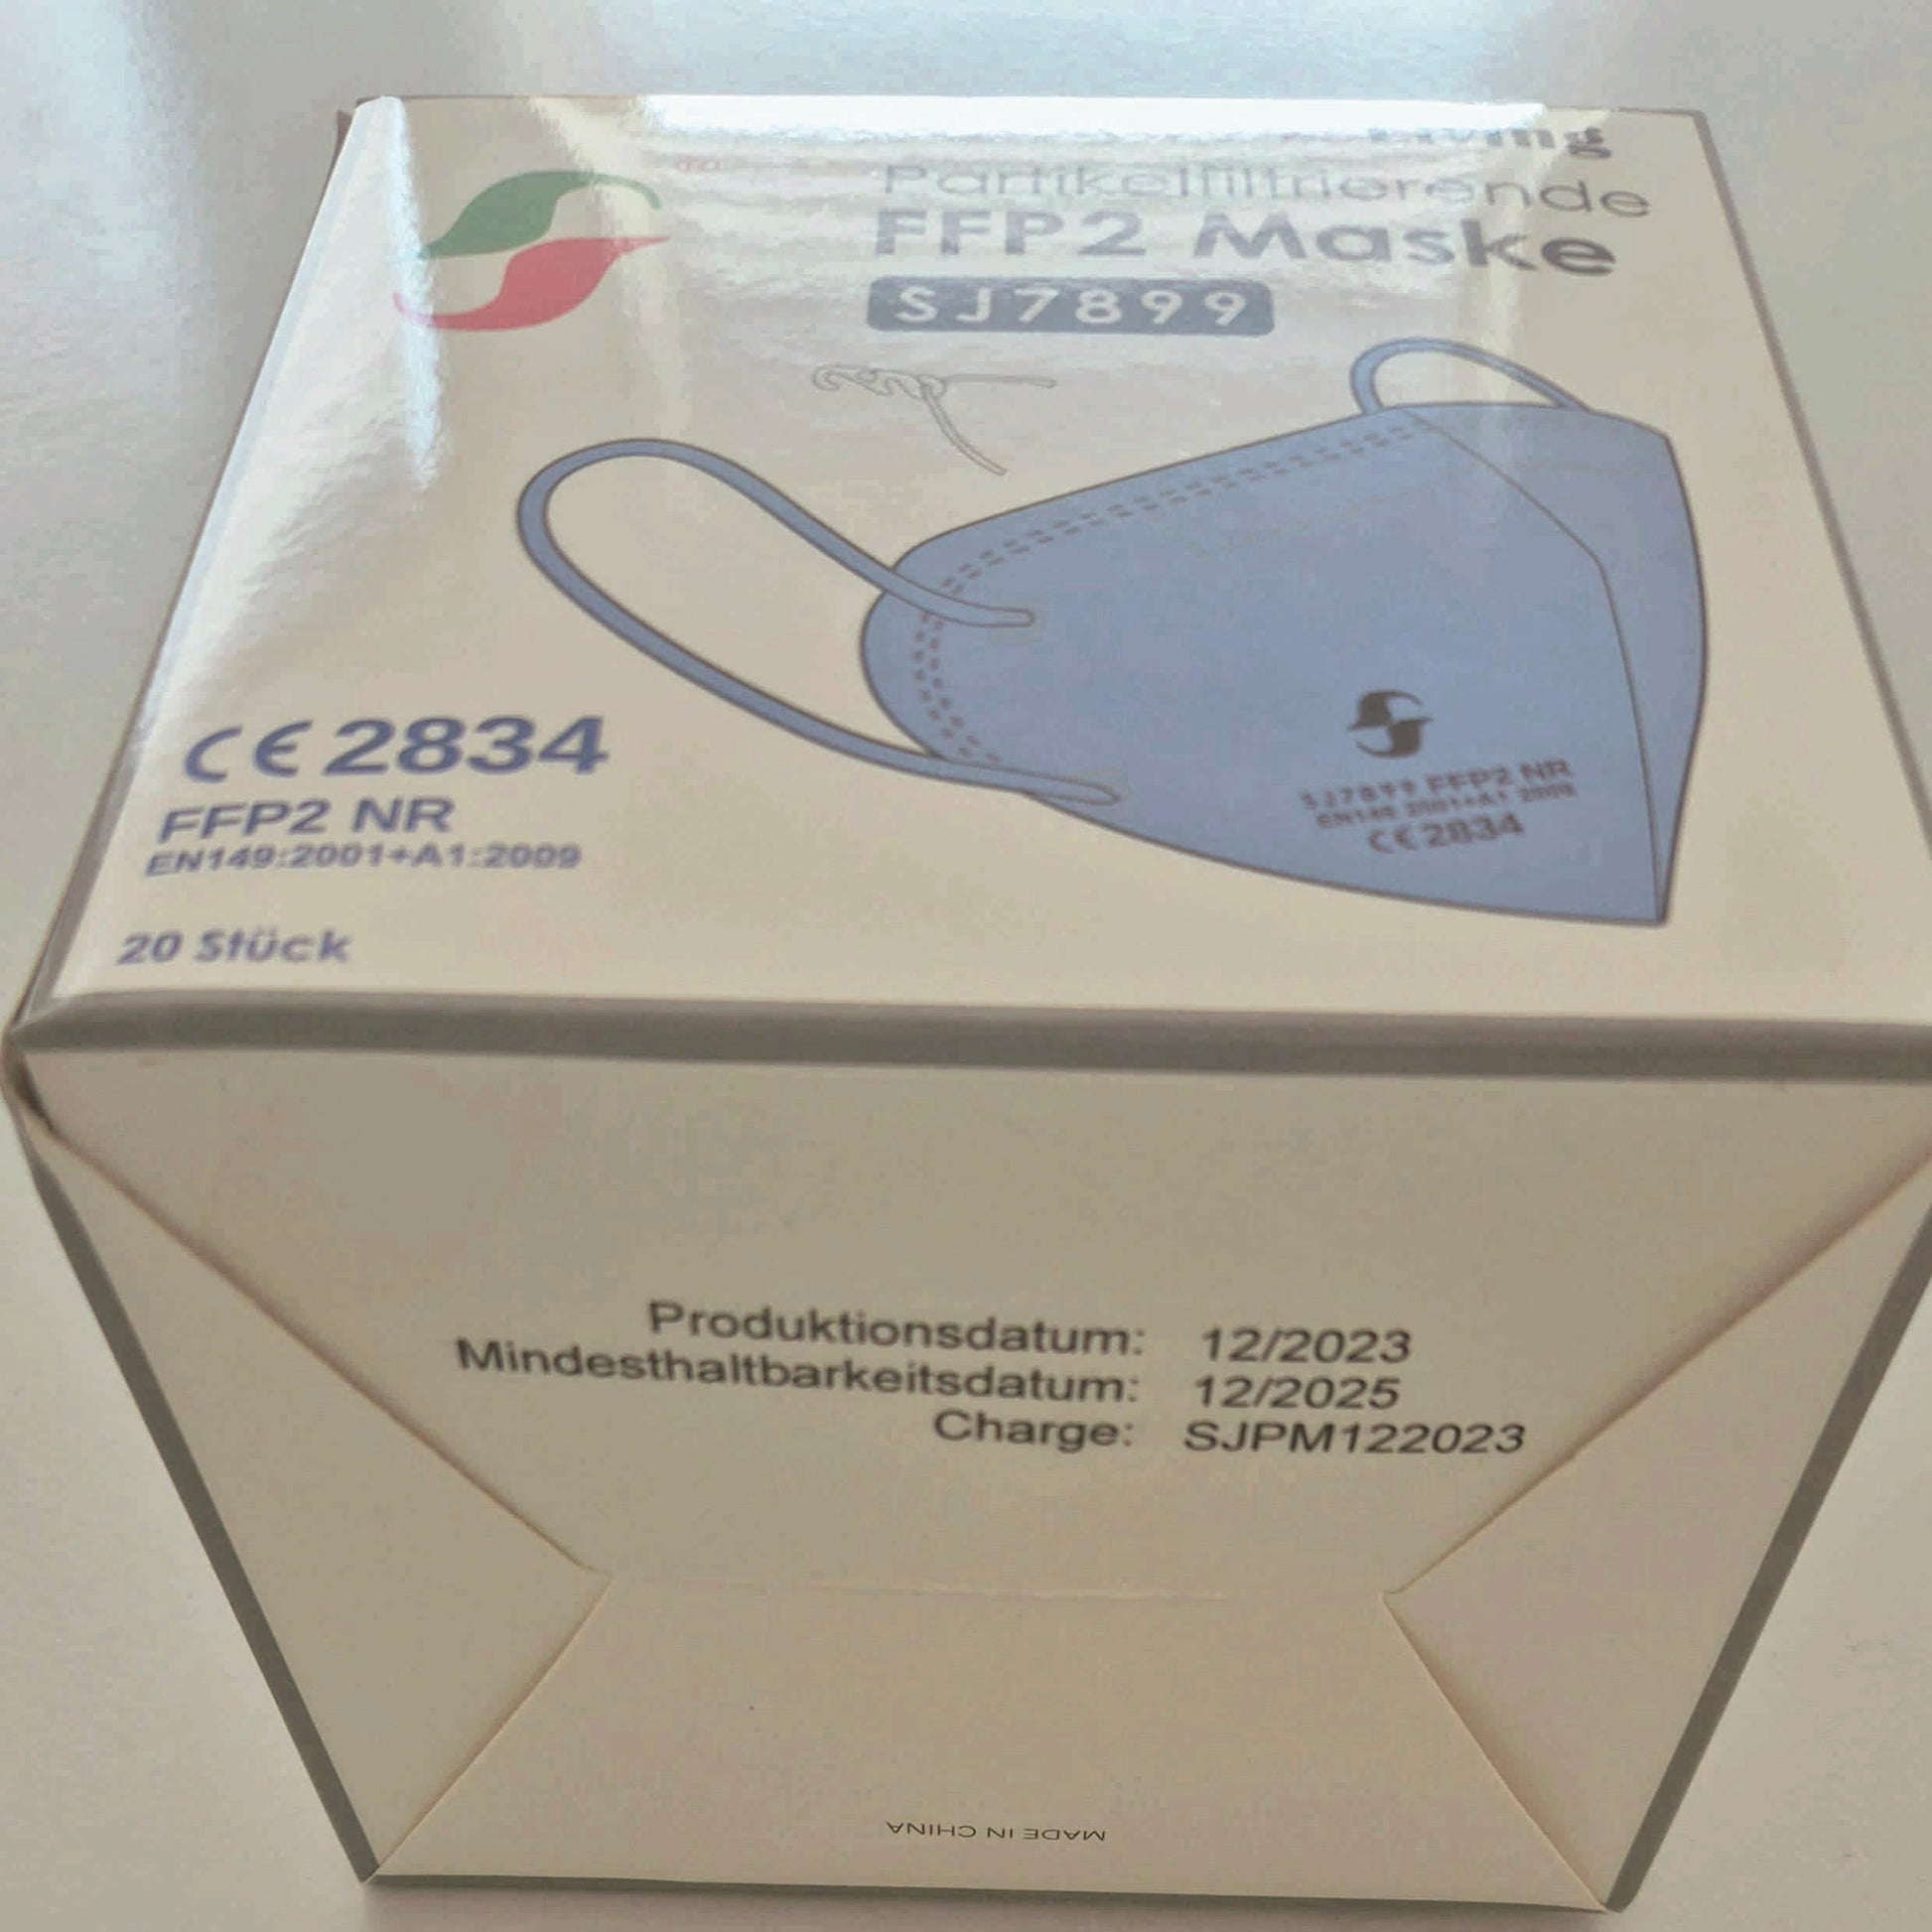 Living
Partikelfiltrierende
FFP2 Maske
SJ7899
SJ7899 FFP2 NR
EN149:2001+A1:2009
CE 2834
CE 2834
FFP2 NR
EN149:2001+A1:2009
20 Stück
Produktionsdatum: 12/2023
Mindesthaltbarkeitsdatum: 12/2025
Charge: SJPM122023
MADE IN CHINA